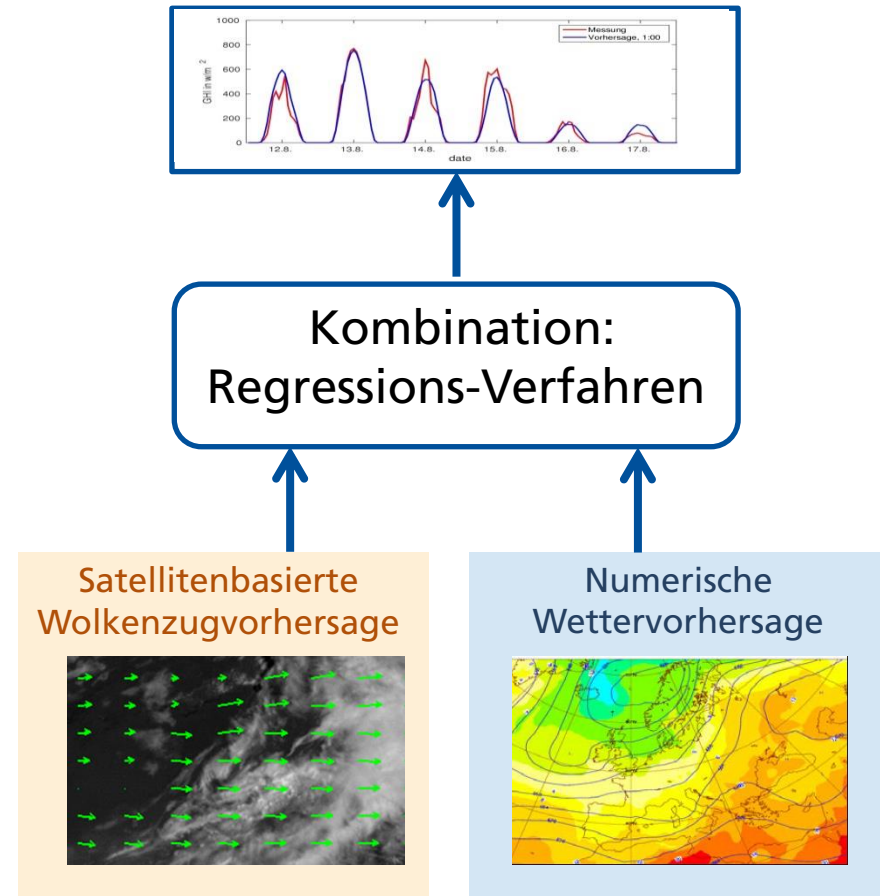 1000
800
600
400
200
0
GHI in w/m²
Messung
Vorhersage, 1:00
12.8. 13.8. 14.8. 15.8. 16.8. 17.8.
date
Kombination:
Regressions-Verfahren
Satellitenbasierte
Wolkenzugvorhersage
Numerische
Wettervorhersage